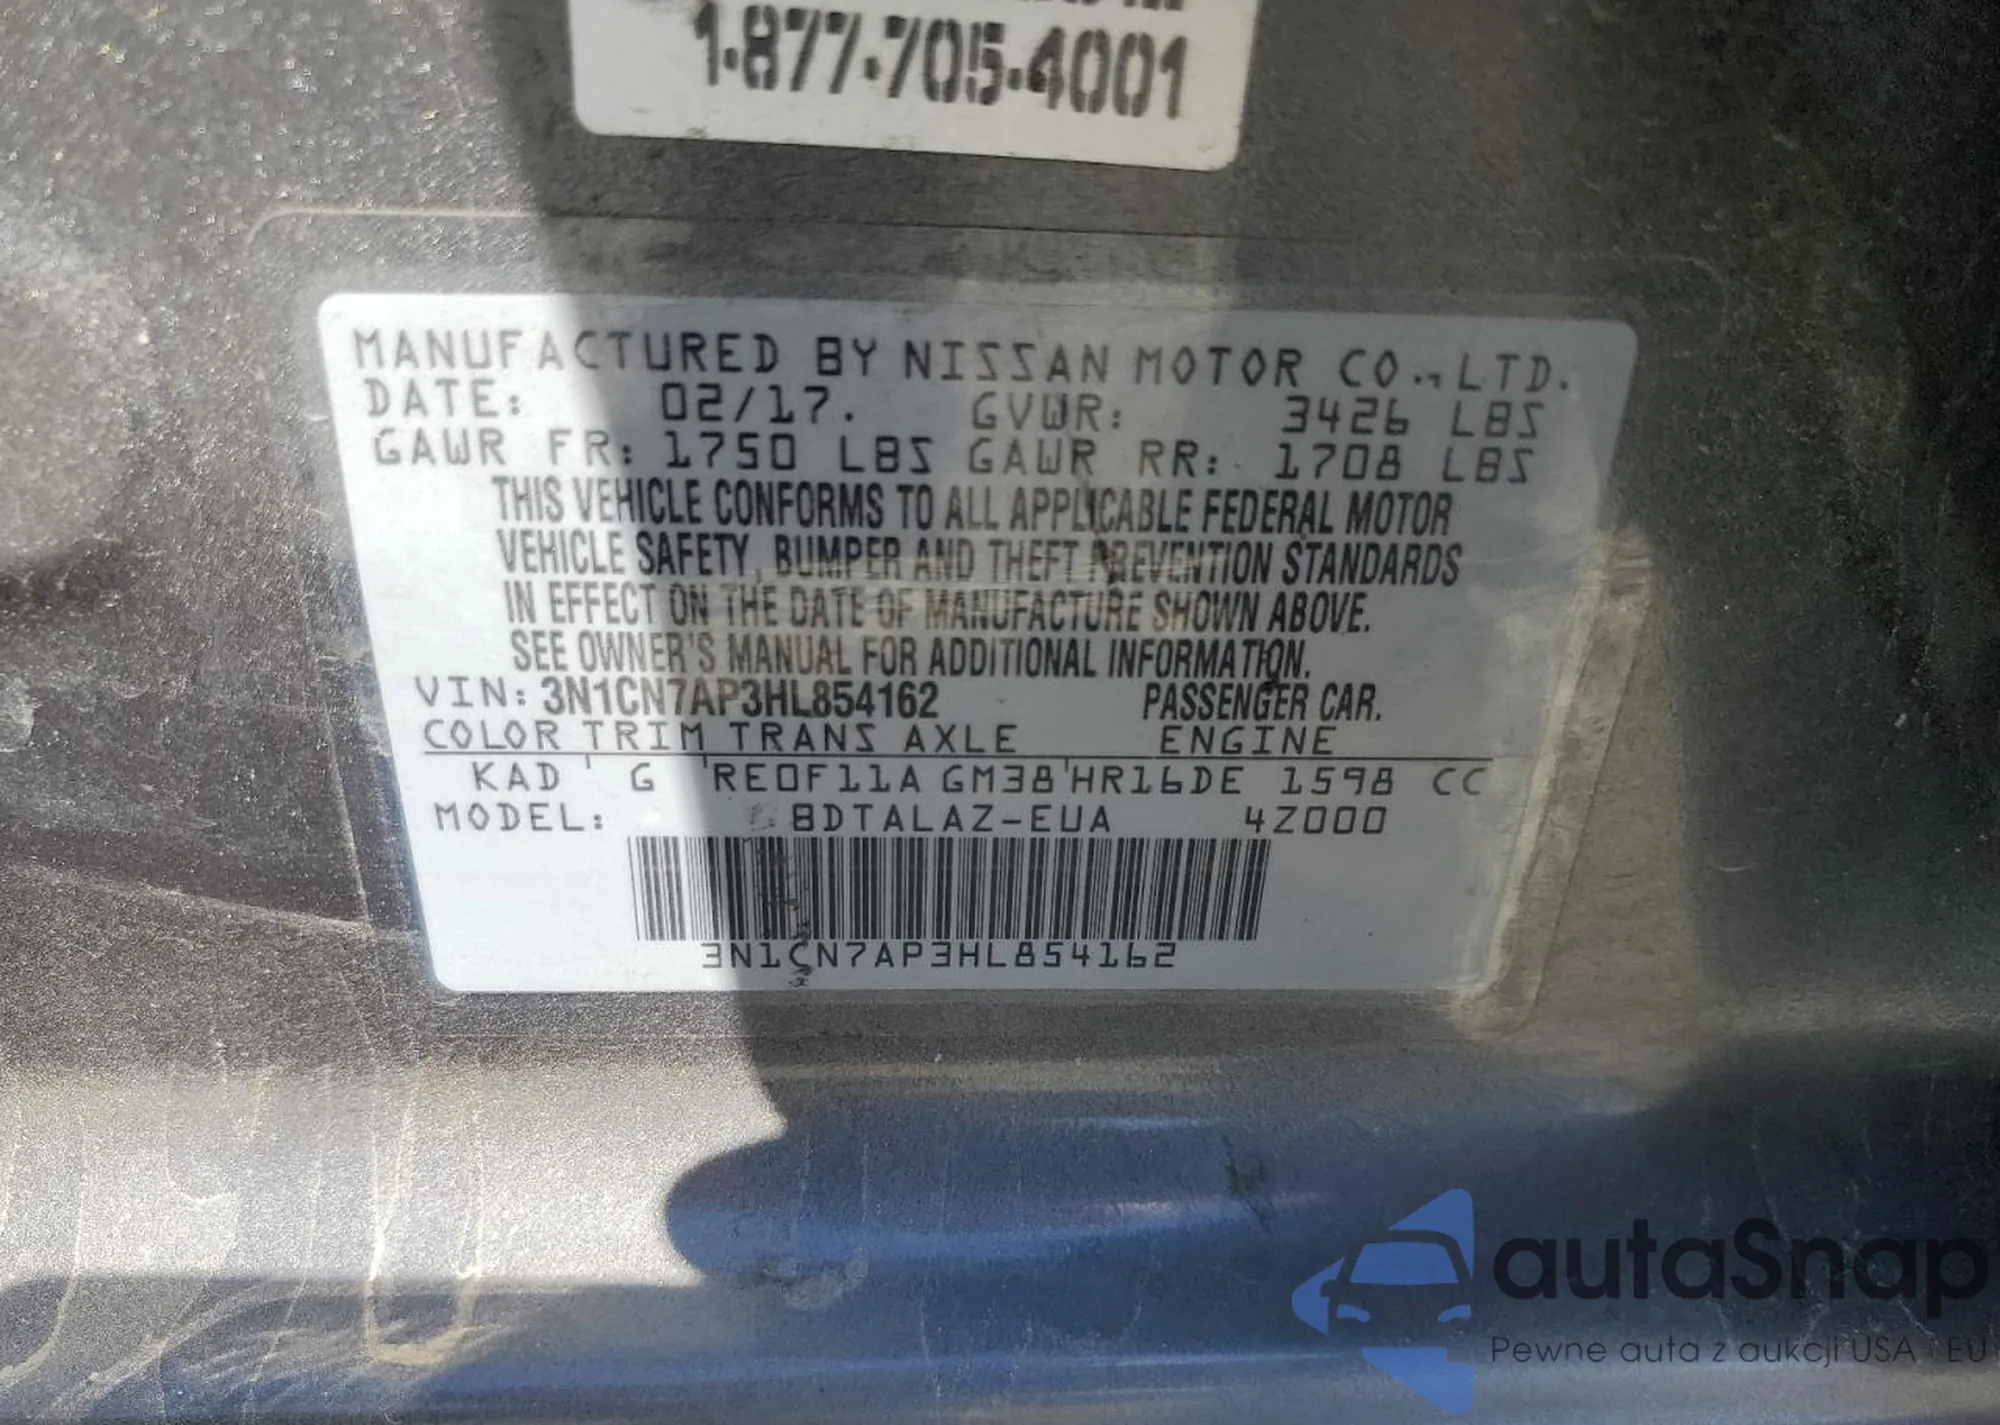 1-877-705-4001
MANUFACTURED BY NISSAN MOTOR CO., LTD.
DATE: 02/17. GVWR: 3426 LBS
GAWR FR: 1750 LBS GAWR RR: 1708 LBS
THIS VEHICLE CONFORMS TO ALL APPLICABLE FEDERAL MOTOR
VEHICLE SAFETY, BUMPER AND THEFT PREVENTION STANDARDS
IN EFFECT ON THE DATE OF MANUFACTURE SHOWN ABOVE.
SEE OWNER'S MANUAL FOR ADDITIONAL INFORMATION.
VIN: 3N1CN7AP3HL854162 PASSENGER CAR.
COLOR TRIM TRANS AXLE ENGINE
KAD G RE0F11A GM38 HR16DE 1598 CC
MODEL: BDTALAZ-EUA 4Z000
3N1CN7AP3HL854162
autaSnap
Pewne auta z aukcji USA i EU